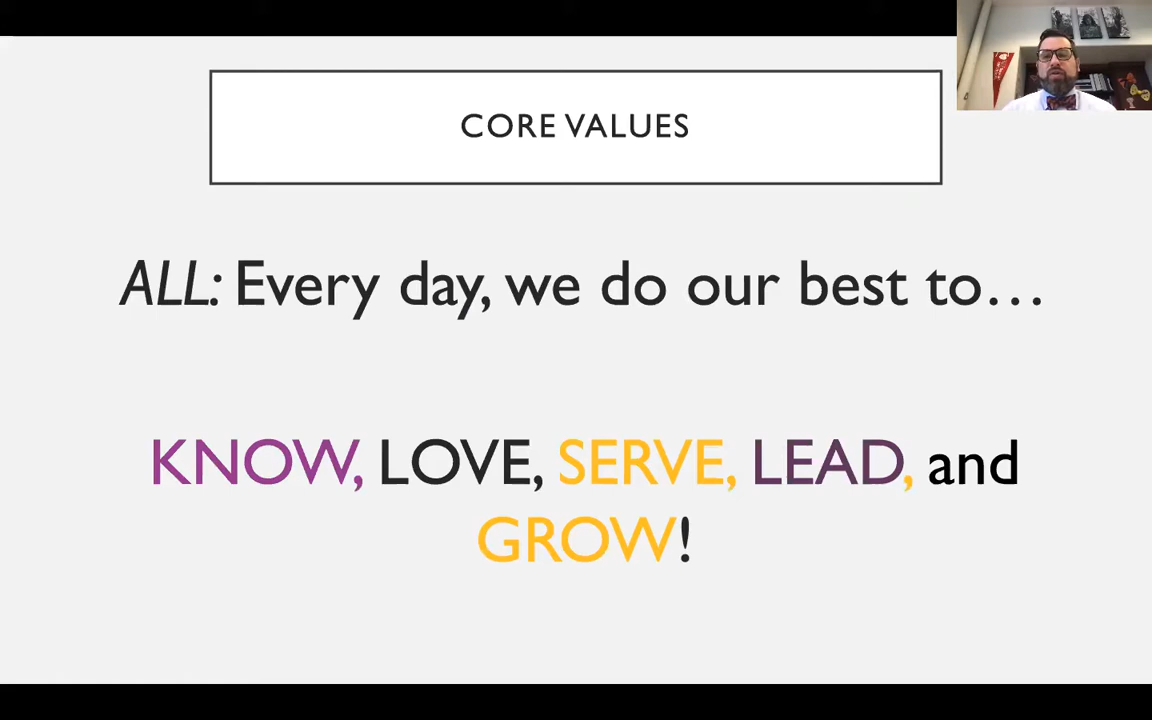 CORE VALUES
ALL: Every day, we do our best to…
KNOW, LOVE, SERVE, LEAD, and
GROW!